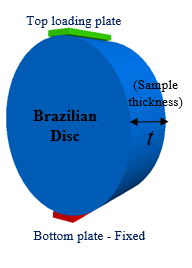 Top loading plate
(Sample
thickness)
Brazilian
Disc
t
Bottom plate - Fixed